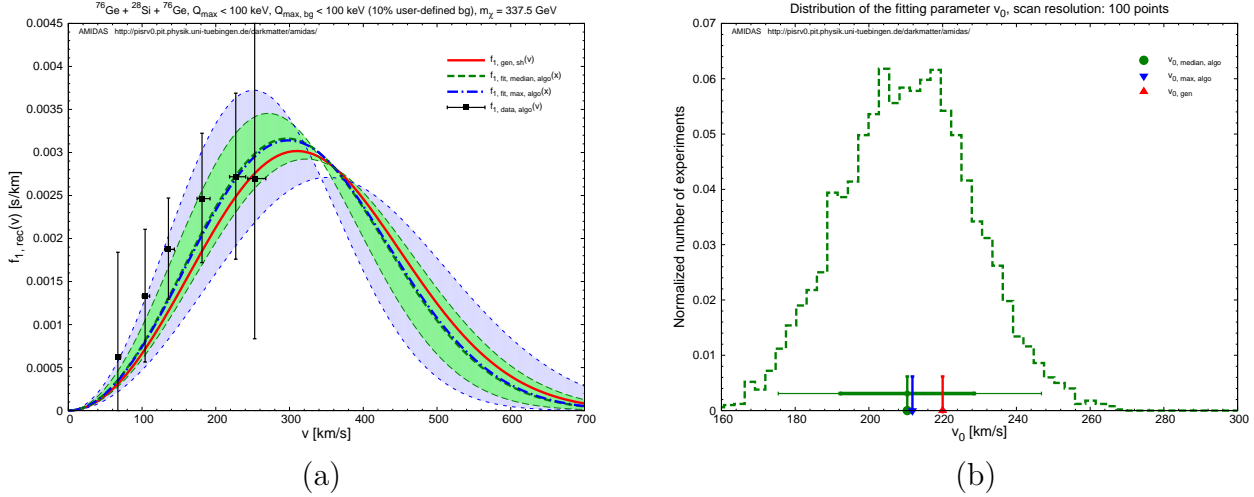 ⁷⁶Ge + ²⁸Si + ⁷⁶Ge, Qmax < 100 keV, Qmax, bg < 100 keV (10% user-defined bg), mχ = 337.5 GeV
AMIDAS http://pisrv0.pit.physik.uni-tuebingen.de/darkmatter/amidas/
f1, gen, sh(v)
f1, fit, median, algo(x)
f1, fit, max, algo(x)
f1, data, algo(v)
f1, rec(v) [s/km]
0.0045
0.004
0.0035
0.003
0.0025
0.002
0.0015
0.001
0.0005
0
0 100 200 300 400 500 600 700
v [km/s]
(a)
Distribution of the fitting parameter v0, scan resolution: 100 points
AMIDAS http://pisrv0.pit.physik.uni-tuebingen.de/darkmatter/amidas/
v0, median, algo
v0, max, algo
v0, gen
Normalized number of experiments
0.07
0.06
0.05
0.04
0.03
0.02
0.01
0
160 180 200 220 240 260 280 300
v0 [km/s]
(b)